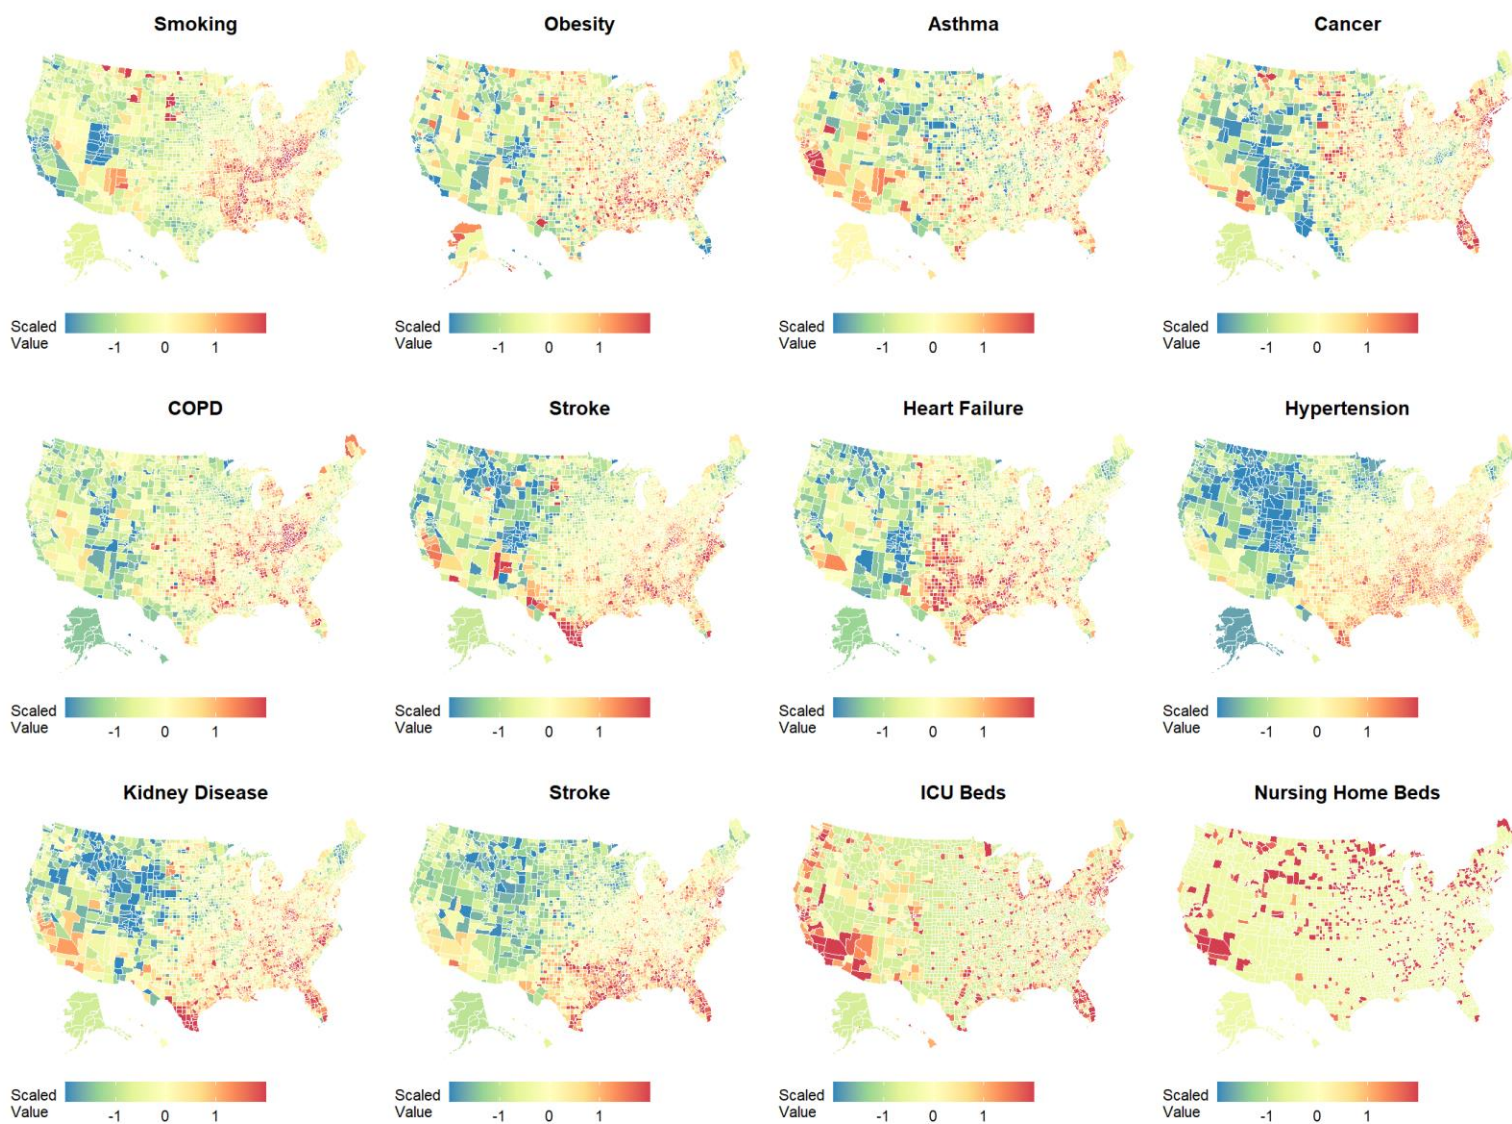 Smoking
Obesity
Asthma
Cancer
Scaled Value -1 0 1
Scaled Value -1 0 1
Scaled Value -1 0 1
Scaled Value -1 0 1
COPD
Stroke
Heart Failure
Hypertension
Scaled Value -1 0 1
Scaled Value -1 0 1
Scaled Value -1 0 1
Scaled Value -1 0 1
Kidney Disease
Stroke
ICU Beds
Nursing Home Beds
Scaled Value -1 0 1
Scaled Value -1 0 1
Scaled Value -1 0 1
Scaled Value -1 0 1